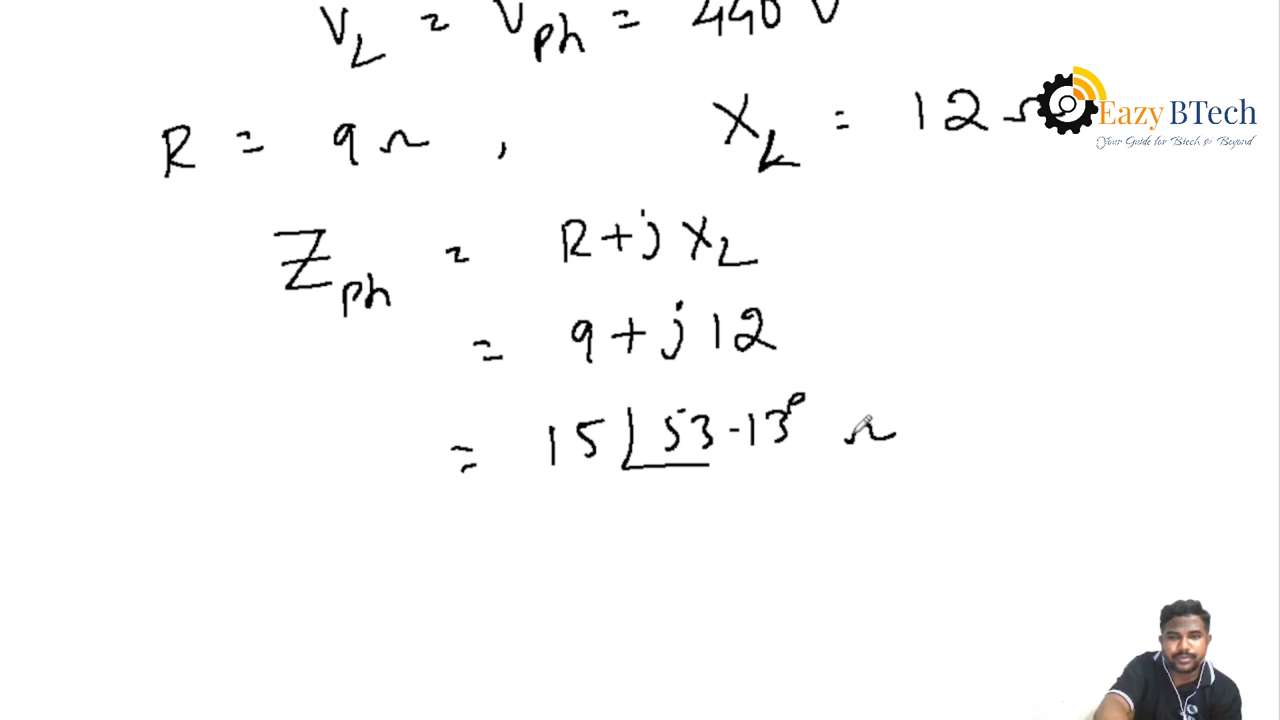 V_L = V_ph = 440 V
R = 9 Ω , X_L = 12 Ω
Eazy BTech
Your Guide for Btech & Beyond
Z_ph = R + j X_L
= 9 + j 12
= 15 ∠53.13° Ω